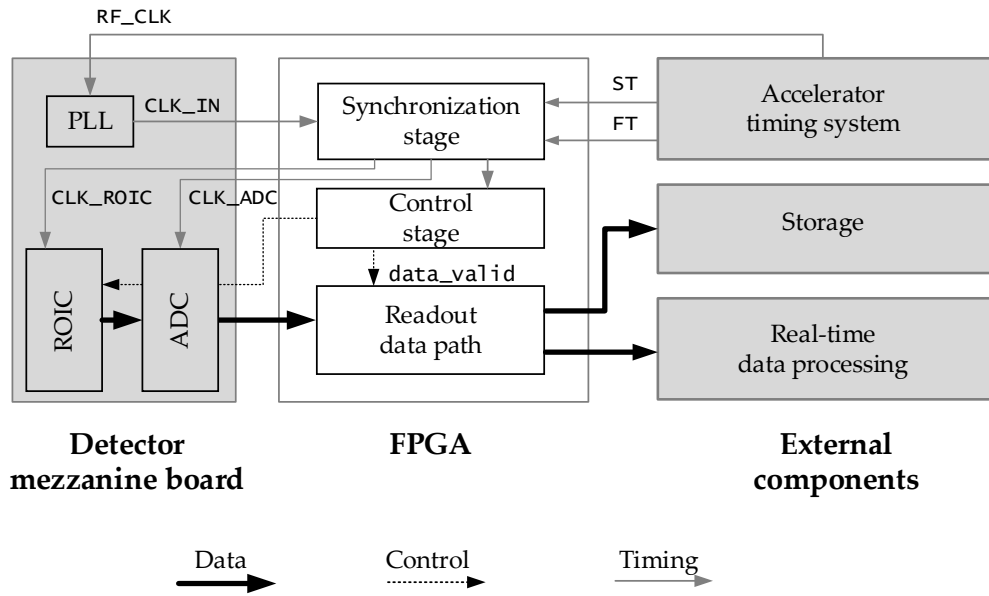 RF_CLK
PLL
CLK_IN
Synchronization
stage
ST
FT
Accelerator
timing system
CLK_ROIC
CLK_ADC
Control
stage
Storage
data_valid
ROIC
ADC
Readout
data path
Real-time
data processing
Detector
mezzanine board
FPGA
External
components
Data
Control
Timing